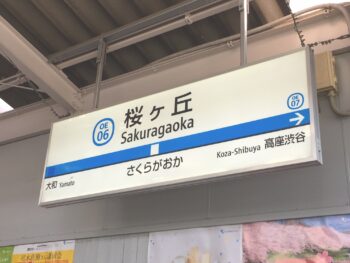 OE
06
桜ヶ丘
Sakuragaoka
OE
07
さくらがおか
大和 Yamato
Koza-Shibuya 高座渋谷